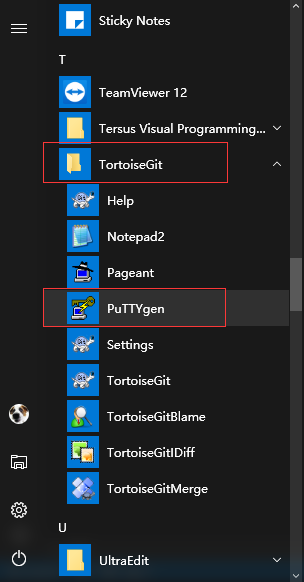 Sticky Notes
T
TeamViewer 12
Tersus Visual Programming...
TortoiseGit
Help
Notepad2
Pageant
PuTTYgen
Settings
TortoiseGit
TortoiseGitBlame
TortoiseGitIDiff
TortoiseGitMerge
U
UltraEdit